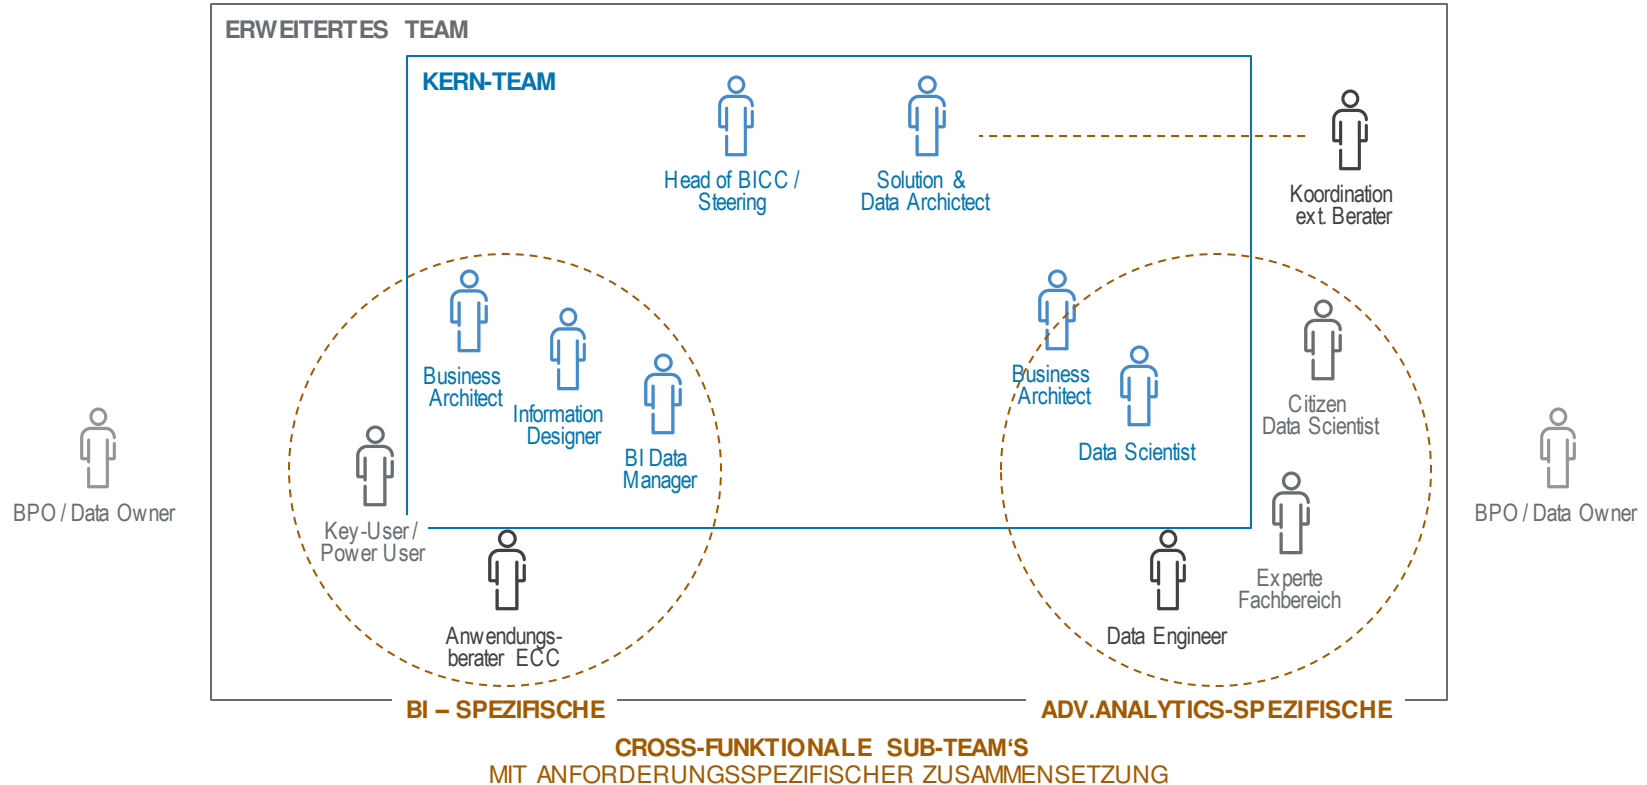 ERWEITERTES TEAM
KERN-TEAM
Head of BICC /
Steering
Solution &
Data Archictect
Koordination
ext. Berater
Business
Architect
Information
Designer
BI Data
Manager
Business
Architect
Data Scientist
Citizen
Data Scientist
BPO / Data Owner
Key-User /
Power User
Anwendungs-
berater ECC
Data Engineer
Experte
Fachbereich
BPO / Data Owner
BI – SPEZIFISCHE
ADV.ANALYTICS-SPEZIFISCHE
CROSS-FUNKTIONALE SUB-TEAM‘S
MIT ANFORDERUNGSSPEZIFISCHER ZUSAMMENSETZUNG